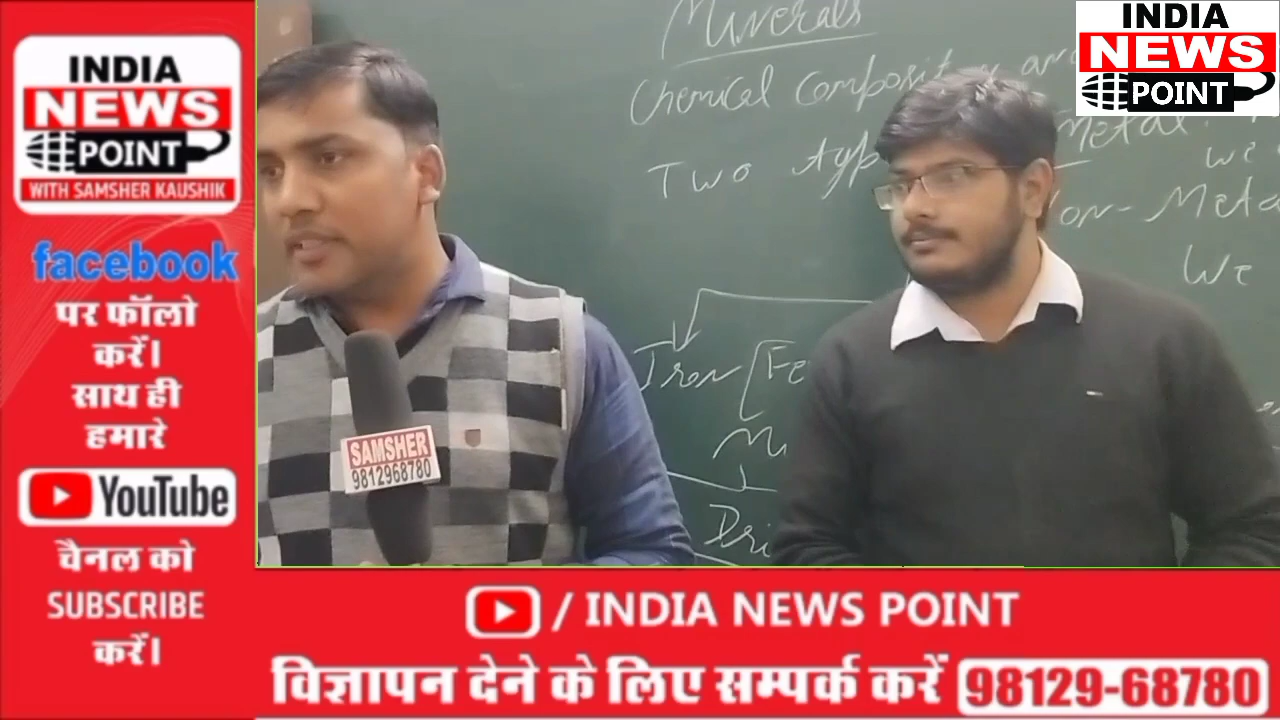 INDIA
NEWS
POINT
WITH SAMSHER KAUSHIK
facebook
पर फॉलो
करें।
साथ ही
हमारे
YouTube
चैनल को
SUBSCRIBE
करें।
Minerals
Chemical
Two
Metal
We
Non-Metal
We
Iron [Fe
SAMSHER
9812968780
INDIA
NEWS
POINT
/ INDIA NEWS POINT
विज्ञापन देने के लिए सम्पर्क करें 98129-68780